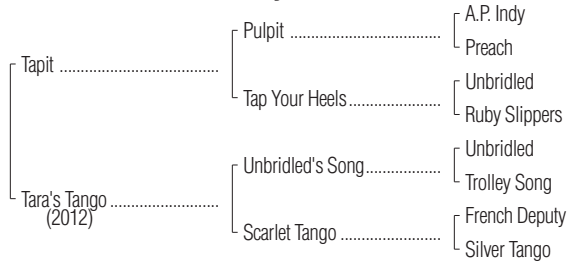 A.P. Indy
Pulpit ..............................
Preach
Tapit ................................
Unbridled
Tap Your Heels..................
Ruby Slippers
Unbridled
Unbridled's Song...............
Trolley Song
Tara's Tango ......................
(2012)
French Deputy
Scarlet Tango ....................
Silver Tango